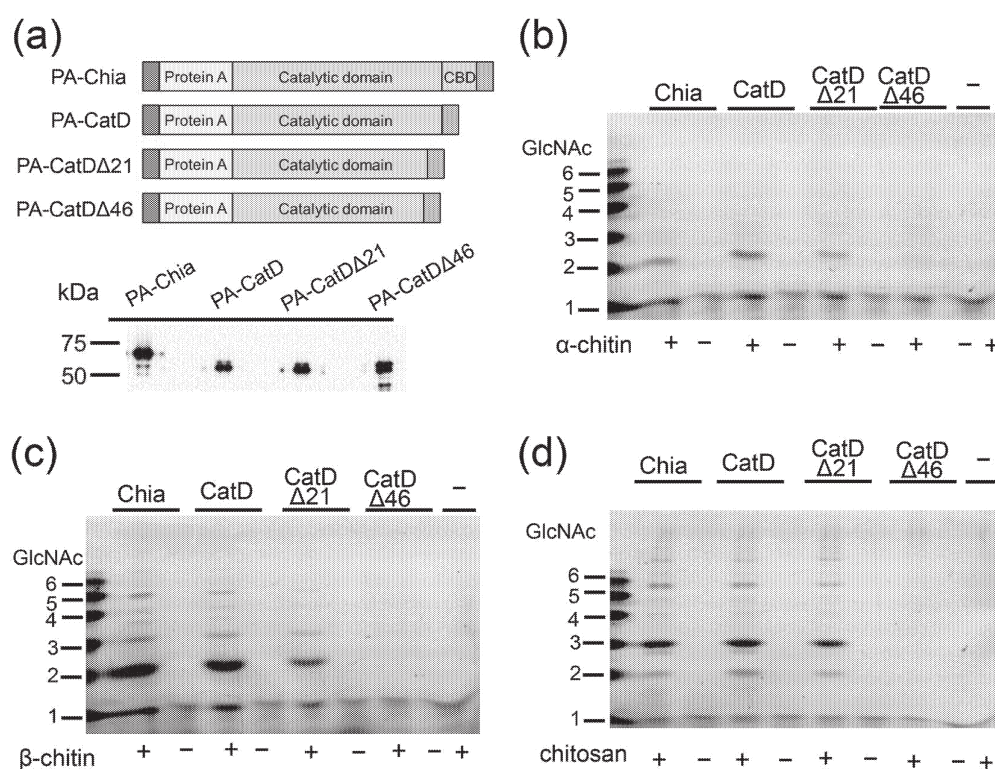 (a)
PA-Chia Protein A Catalytic domain CBD
PA-CatD Protein A Catalytic domain
PA-CatDΔ21 Protein A Catalytic domain
PA-CatDΔ46 Protein A Catalytic domain
PA-Chia PA-CatD PA-CatDΔ21 PA-CatDΔ46
kDa
75
50
(b)
Chia CatD CatD Δ21 CatD Δ46 –
GlcNAc
6
5
4
3
2
1
α-chitin + – + – + – + – +
(c)
Chia CatD CatD Δ21 CatD Δ46 –
GlcNAc
6
5
4
3
2
1
β-chitin + – + – + – + – +
(d)
Chia CatD CatD Δ21 CatD Δ46 –
GlcNAc
6
5
4
3
2
1
chitosan + – + – + – + – +